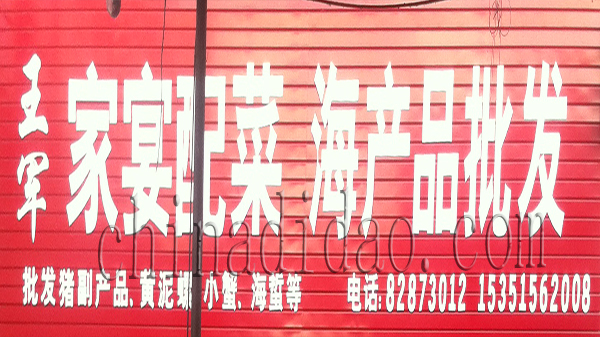 王军
家宴配菜 海产品批发
chinadidao.com
批发猪副产品、黄泥螺 小蟹、海蜇等 电话:82873012 15351562008